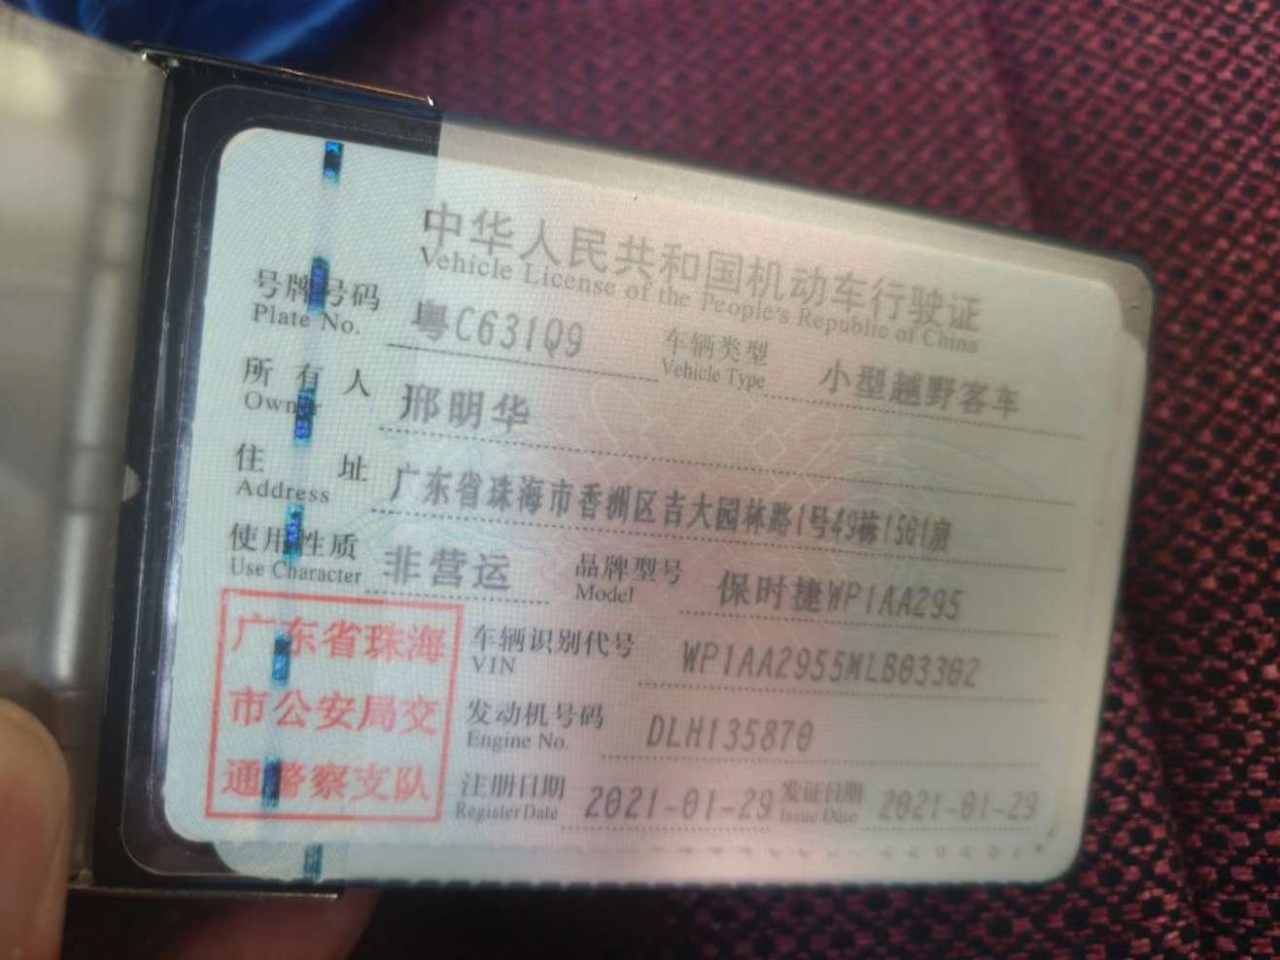 中华人民共和国机动车行驶证
Vehicle License of the People's Republic of China
号牌号码 粤C631Q9 车辆类型 小型越野客车
Plate No. Vehicle Type
所有人 邢明华
Owner
住址 广东省珠海市香洲区吉大园林路1号49栋1501房
Address
使用性质 非营运 品牌型号 保时捷WP1AA295
Use Character Model
广东省珠海
市公安局交
通警察支队
车辆识别代号 WP1AA2955MLB03302
VIN
发动机号码 DLH135870
Engine No.
注册日期 2021-01-29 发证日期 2021-01-29
Register Date Issue Date